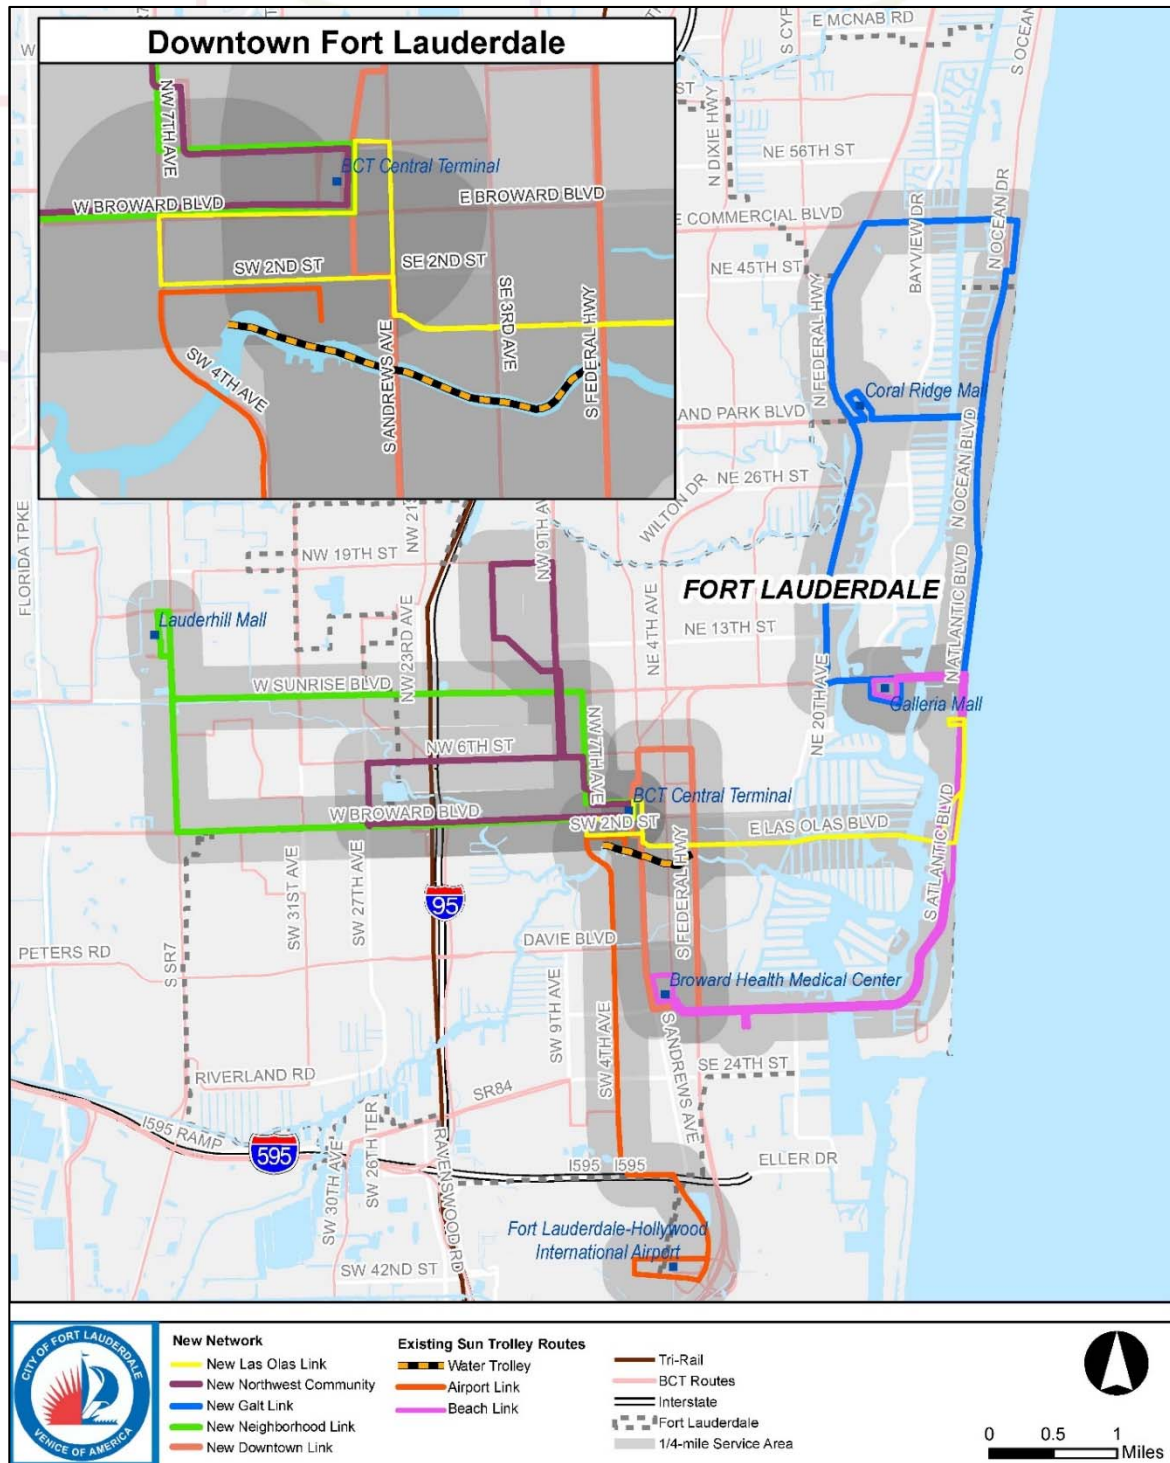 Downtown Fort Lauderdale
NW 7TH AVE
BCT Central Terminal
W BROWARD BLVD
E BROWARD BLVD
SW 2ND ST
SE 2ND ST
SE 3RD AVE
S FEDERAL HWY
S ANDREWS AVE
SW 4TH AVE
E MCNAB RD
S CYP
S OCEAN
N DIXIE HWY
NE 56TH ST
E COMMERCIAL BLVD
BAYVIEW DR
N OCEAN DR
NE 45TH ST
N FEDERAL HWY
Coral Ridge Mall
LAND PARK BLVD
NE 26TH ST
WILTON DR
N OCEAN BLVD
FLORIDA TPKE
NW 21
NW 9TH AV
NW 19TH ST
FORT LAUDERDALE
N ATLANTIC BLVD
Lauderhill Mall
NW 23RD AVE
NE 4TH AVE
NE 13TH ST
W SUNRISE BLVD
NE 20TH AVE
Galleria Mall
NW 7TH AVE
NW 6TH ST
BCT Central Terminal
W BROWARD BLVD
SW 2ND ST
E LAS OLAS BLVD
S FEDERAL HWY
S ATLANTIC BLVD
SW 31ST AVE
SW 27TH AVE
95
S SR7
PETERS RD
DAVIE BLVD
Broward Health Medical Center
SW 9TH AVE
SW 4TH AVE
S ANDREWS AVE
SE 24TH ST
RIVERLAND RD
SR84
I595 RAMP
595
SW 30TH AVE
SW 26TH TER
RAVENSWOOD RD
I595 I595
ELLER DR
Fort Lauderdale-Hollywood
International Airport
SW 42ND ST
CITY OF FORT LAUDERDALE
VENICE OF AMERICA
New Network
New Las Olas Link
New Northwest Community
New Galt Link
New Neighborhood Link
New Downtown Link
Existing Sun Trolley Routes
Water Trolley
Airport Link
Beach Link
Tri-Rail
BCT Routes
Interstate
Fort Lauderdale
1/4-mile Service Area
0 0.5 1
Miles